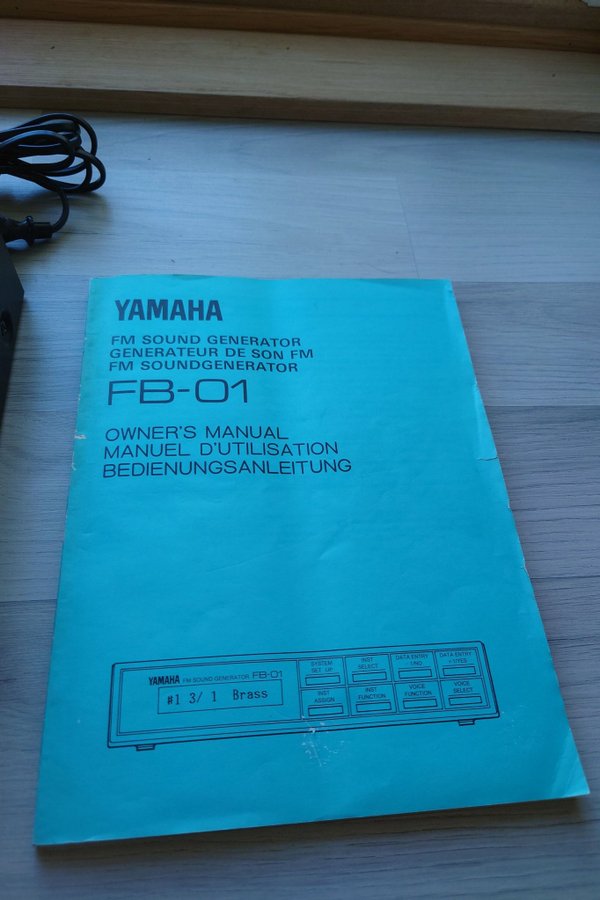 YAMAHA
FM SOUND GENERATOR
GENERATEUR DE SON FM
FM SOUNDGENERATOR
FB-01
OWNER'S MANUAL
MANUEL D'UTILISATION
BEDIENUNGSANLEITUNG
YAMAHA FM SOUND GENERATOR FB-01
#1 3/ 1 Brass
SYSTEM SET UP
INST SELECT
DATA ENTRY -1/NO
DATA ENTRY +1/YES
INST ASSIGN
INST FUNCTION
VOICE FUNCTION
VOICE SELECT